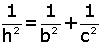 1/h² = 1/b² + 1/c²